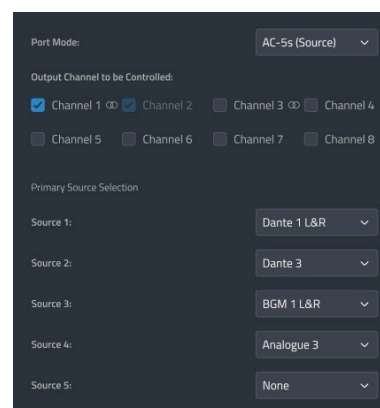 Port Mode: AC-5s (Source)
Output Channel to be Controlled:
Channel 1 Channel 2 Channel 3 Channel 4
Channel 5 Channel 6 Channel 7 Channel 8
Primary Source Selection
Source 1: Dante 1 L&R
Source 2: Dante 3
Source 3: BGM 1 L&R
Source 4: Analogue 3
Source 5: None